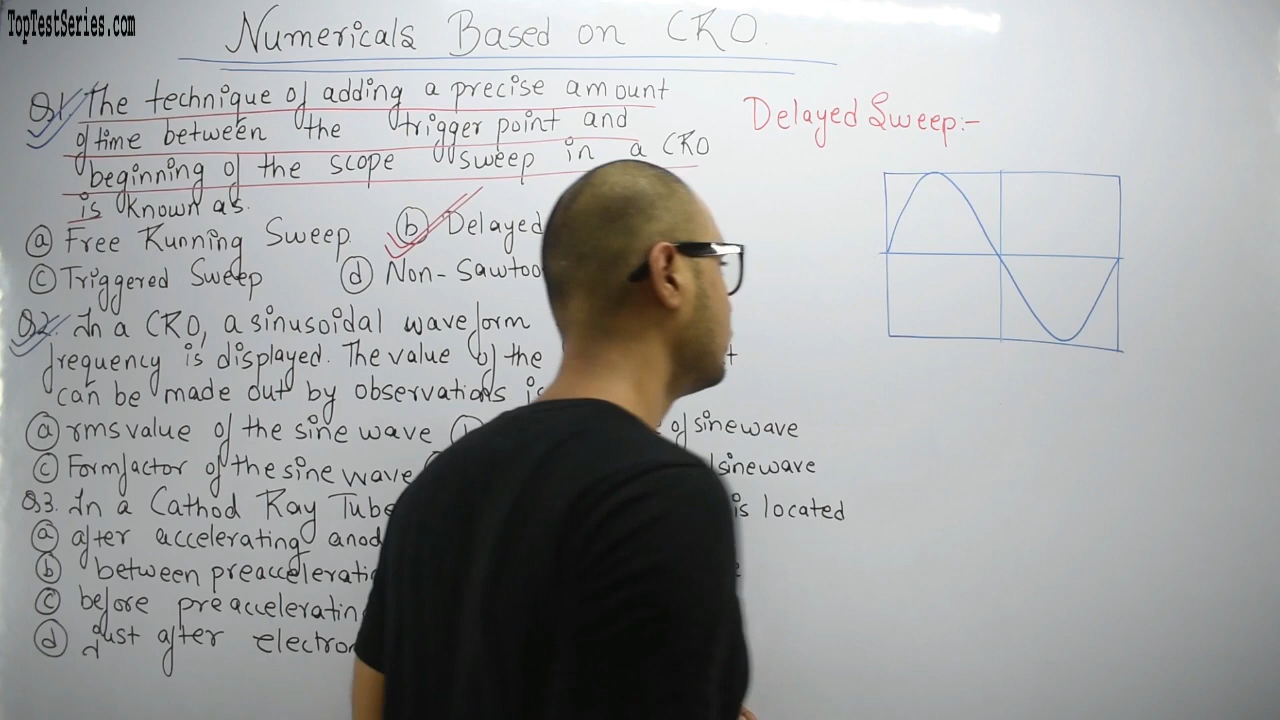 TopTestSeries.com
Numericals Based on CRO.
Q1. The technique of adding a precise amount
of time between the trigger point and
beginning of the scope sweep in a CRO
is known as.
(a) Free Running Sweep (b) Delayed
(c) Triggered Sweep (d) Non-Sawtoo
Q2. In a CRO, a sinusoidal waveform
frequency is displayed. The value of the
can be made out by observations is
(a) rms value of the sine wave (b) of sinewave
(c) Formfactor of the sine wave sinewave
Q3. In a Cathod Ray Tube is located
(a) after accelerating anod
(b) between preaccelerati
(c) before preacceleratin
(d) Just after electron
Delayed Sweep:-